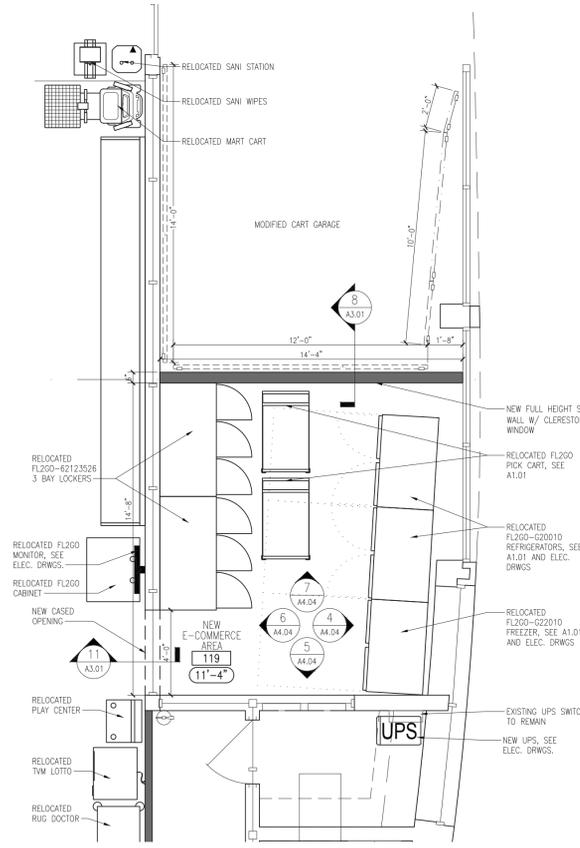 RELOCATED SANI STATION
RELOCATED SANI WIPES
RELOCATED MART CART
14'-0"
MODIFIED CART GARAGE
2'-0"
10'-0"
8
A3.01
12'-0"
1'-8"
14'-4"
6"
NEW FULL HEIGHT S
WALL W/ CLERESTO
WINDOW
RELOCATED FL2GO
PICK CART, SEE
A1.01
RELOCATED
FL2GO-62123526
3 BAY LOCKERS
14'-8"
RELOCATED
FL2GO-G20010
REFRIGERATORS, SEE
A1.01 AND ELEC.
DRWGS
RELOCATED FL2GO
MONITOR, SEE
ELEC. DRWGS.
RELOCATED FL2GO
CABINET
NEW CASED
OPENING
7
A4.04
6
A4.04
4
A4.04
5
A4.04
RELOCATED
FL2GO-G22010
FREEZER, SEE A1.01
AND ELEC. DRWGS
NEW
E-COMMERCE
AREA
119
11'-4"
4'-0"
11
A3.01
RELOCATED
PLAY CENTER
EXISTING UPS SWITC
TO REMAIN
UPS
NEW UPS, SEE
ELEC. DRWGS.
RELOCATED
TVM LOTTO
RELOCATED
RUG DOCTOR